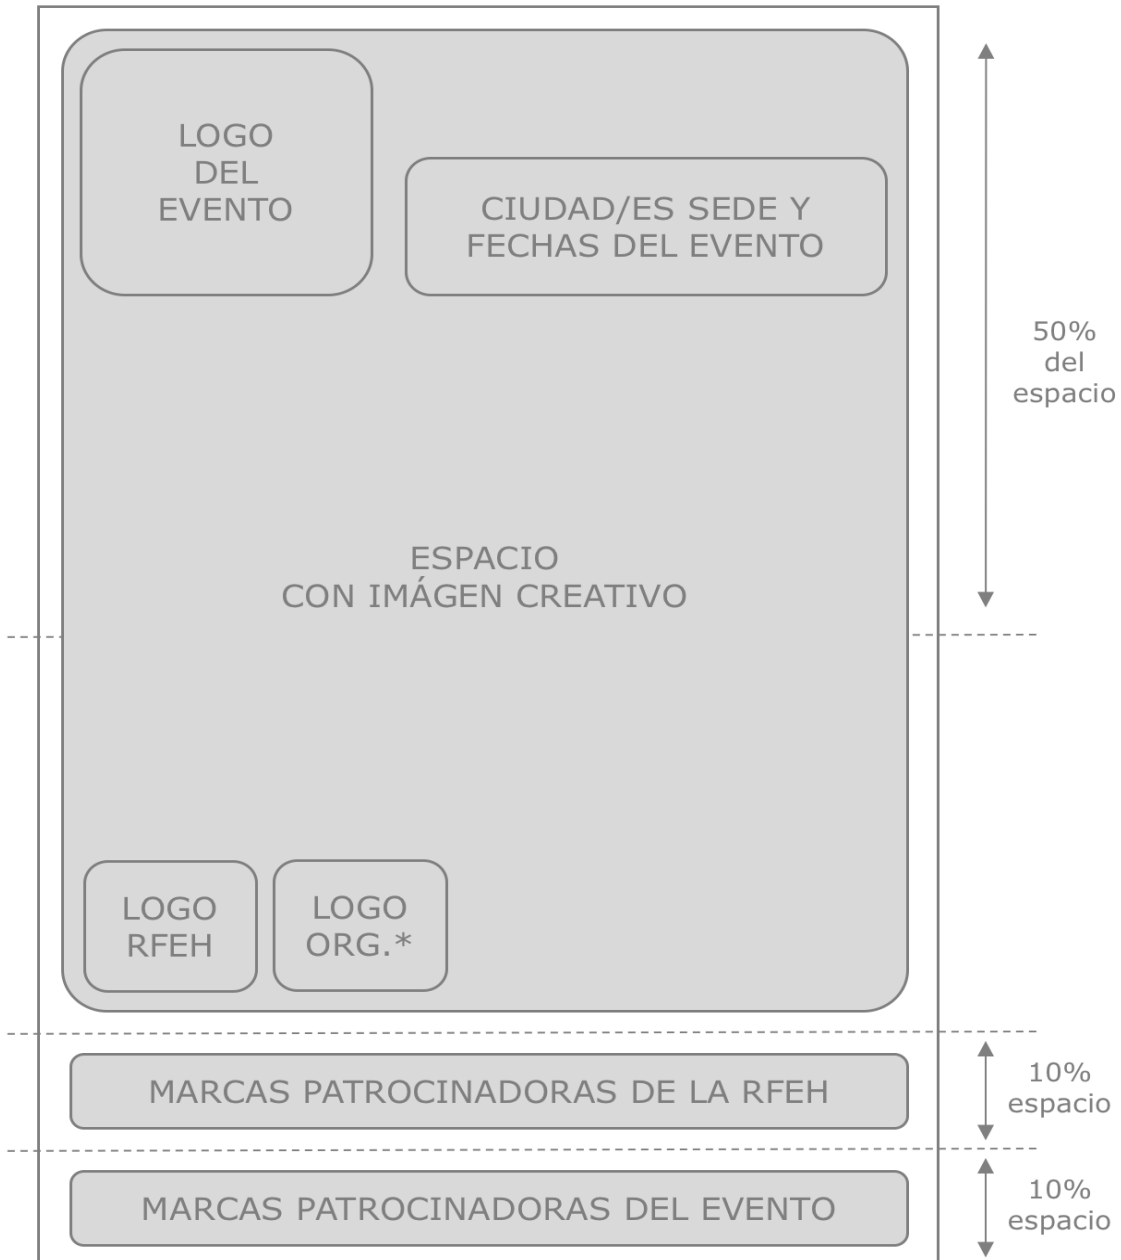 LOGO
DEL
EVENTO
CIUDAD/ES SEDE Y
FECHAS DEL EVENTO
50%
del
espacio
ESPACIO
CON IMÁGEN CREATIVO
LOGO
RFEH
LOGO
ORG.*
MARCAS PATROCINADORAS DE LA RFEH
10%
espacio
MARCAS PATROCINADORAS DEL EVENTO
10%
espacio